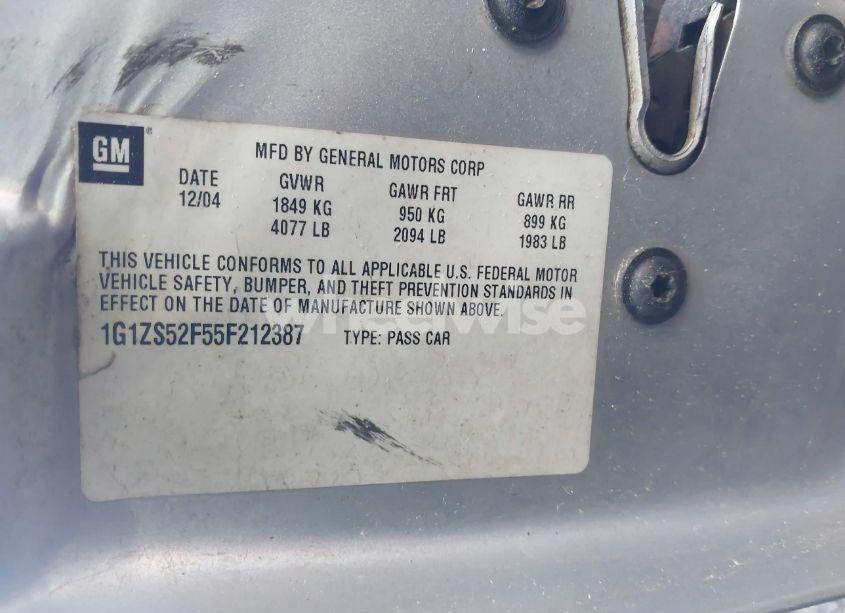 GM
MFD BY GENERAL MOTORS CORP
DATE GVWR GAWR FRT GAWR RR
12/04 1849 KG 950 KG 899 KG
4077 LB 2094 LB 1983 LB
THIS VEHICLE CONFORMS TO ALL APPLICABLE U.S. FEDERAL MOTOR
VEHICLE SAFETY, BUMPER, AND THEFT PREVENTION STANDARDS IN
EFFECT ON THE DATE OF MANUFACTURE SHOWN ABOVE.
wheelwise
1G1ZS52F55F212387 TYPE: PASS CAR